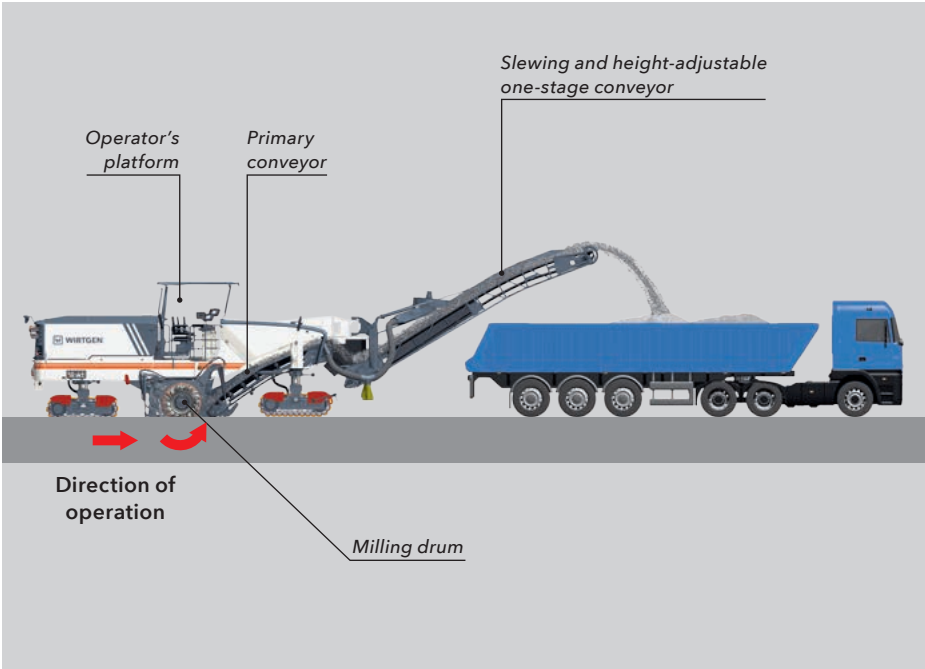 Slewing and height-adjustable
one-stage conveyor
Operator's
platform
Primary
conveyor
WIRTGEN
Direction of
operation
Milling drum